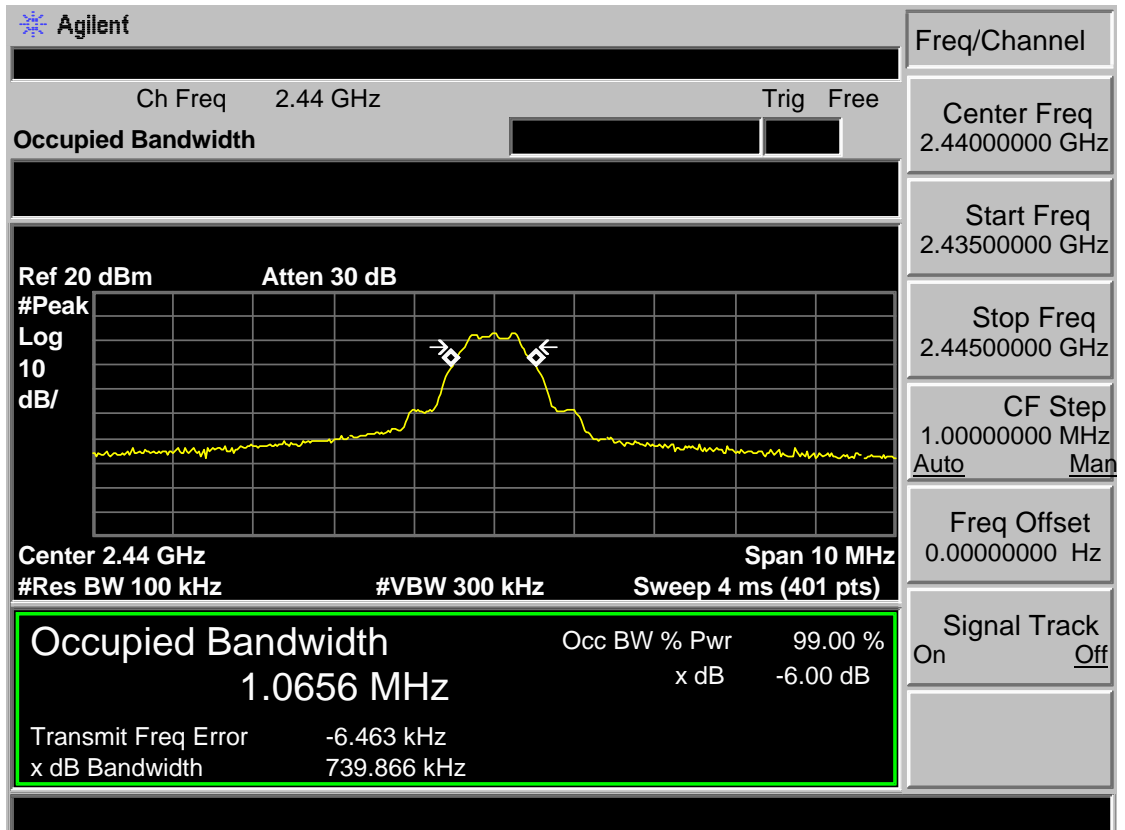 Agilent
Freq/Channel
Ch Freq 2.44 GHz Trig Free
Occupied Bandwidth
Center Freq
2.44000000 GHz
Start Freq
2.43500000 GHz
Stop Freq
2.44500000 GHz
CF Step
1.00000000 MHz
Auto Man
Freq Offset
0.00000000 Hz
Signal Track
On Off
Ref 20 dBm Atten 30 dB
#Peak
Log
10
dB/
Center 2.44 GHz Span 10 MHz
#Res BW 100 kHz #VBW 300 kHz Sweep 4 ms (401 pts)
Occupied Bandwidth
1.0656 MHz
Occ BW % Pwr 99.00 %
x dB -6.00 dB
Transmit Freq Error -6.463 kHz
x dB Bandwidth 739.866 kHz